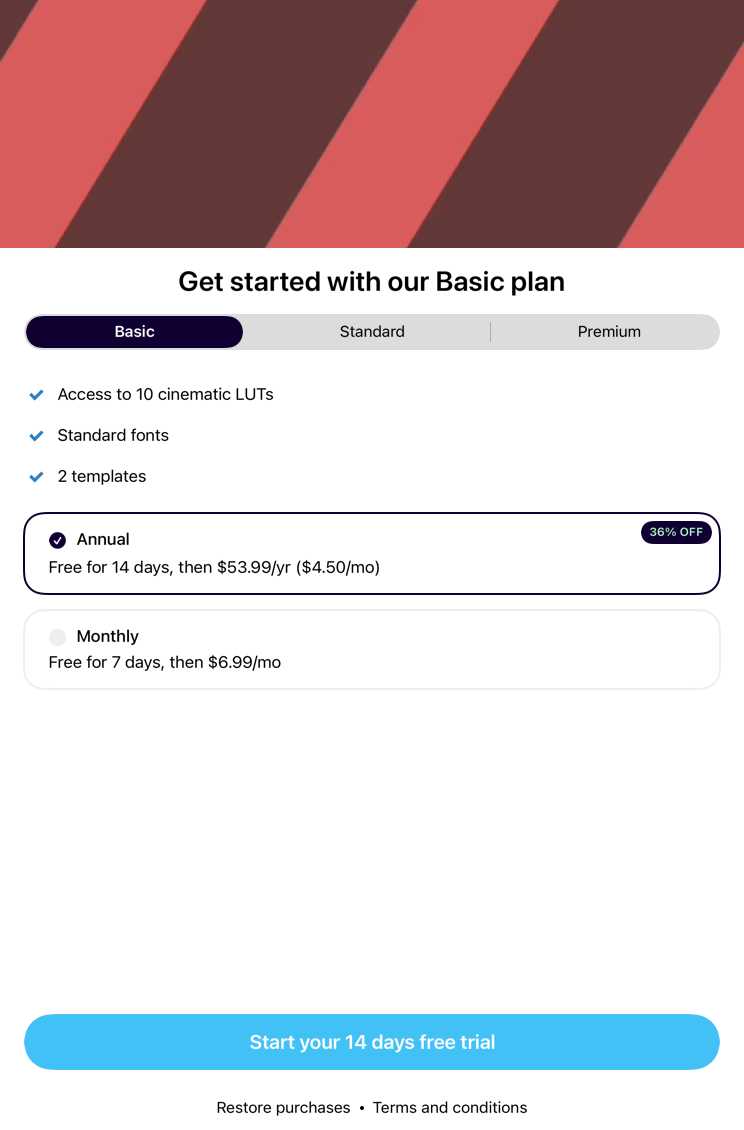 Get started with our Basic plan
Basic
Standard
Premium
Access to 10 cinematic LUTs
Standard fonts
2 templates
36% OFF
Annual
Free for 14 days, then $53.99/yr ($4.50/mo)
Monthly
Free for 7 days, then $6.99/mo
Start your 14 days free trial
Restore purchases • Terms and conditions